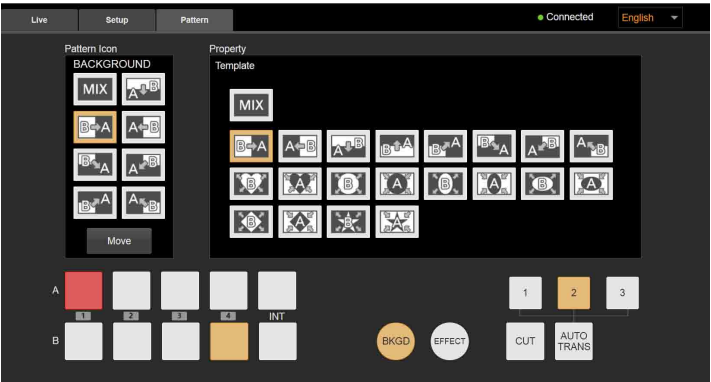 Live Setup Pattern Connected English
Pattern Icon Property
BACKGROUND Template
MIX A B MIX
B A A B B A A B A B B A B A B A A B A B
B A A B B A B A B A B A
B A A B B A B A
Move
A 1 2 3
1 2 3 4 INT
B BKGD EFFECT CUT AUTO TRANS